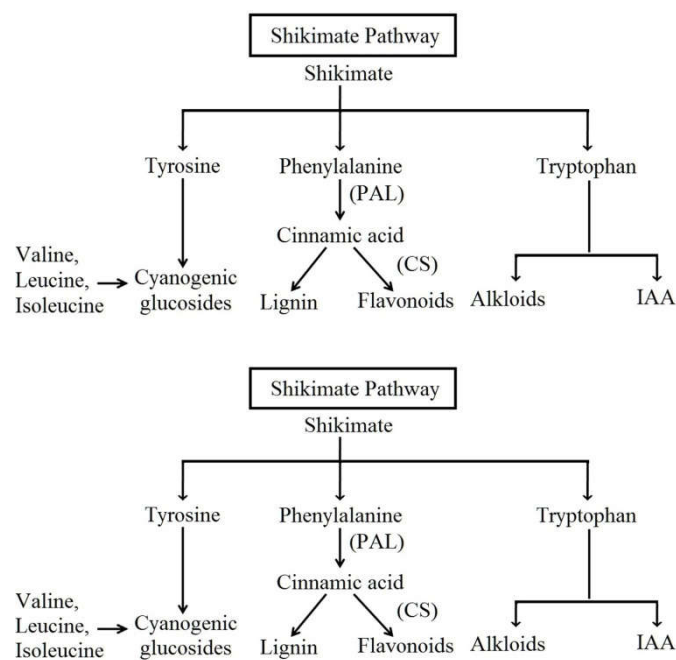 Shikimate Pathway
Shikimate
Tyrosine Phenylalanine Tryptophan
(PAL)
Cinnamic acid
Valine,
Leucine,
Isoleucine
(CS)
Cyanogenic
glucosides
Lignin Flavonoids Alkloids IAA
Shikimate Pathway
Shikimate
Tyrosine Phenylalanine Tryptophan
(PAL)
Cinnamic acid
Valine,
Leucine,
Isoleucine
(CS)
Cyanogenic
glucosides
Lignin Flavonoids Alkloids IAA